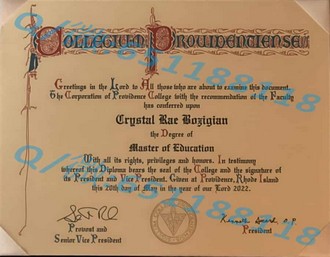 Collegium Providentiense
Greetings in the Lord to All those who are about to examine this document.
The Corporation of Providence College with the recommendation of the Faculty
has conferred upon
Crystal Rae Bozigian
the Degree of
Master of Education
With all its rights, privileges and honors. In testimony
whereof this Diploma bears the seal of the College and the signature of
its President and Vice President. Given at Providence, Rhode Island
this 20th day of May in the year of our Lord 2022.
Provost and
Senior Vice President
President